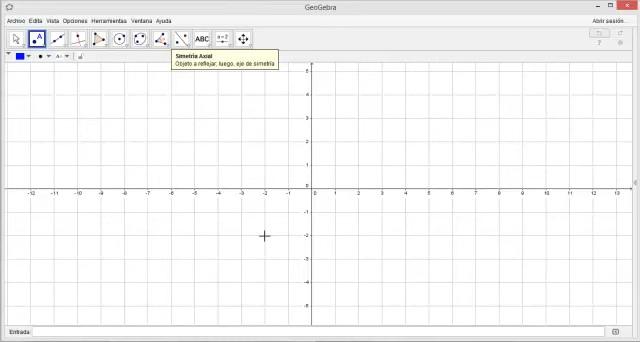 GeoGebra
Archivo Edita Vista Opciones Herramientas Ventana Ayuda
Abrir sesión...
A
ABC
a=2
Simetría Axial
Objeto a reflejar, luego, eje de simetría
5
4
3
2
1
0
-12 -11 -10 -9 -8 -7 -6 -5 -4 -3 -2 -1 0 1 2 3 4 5 6 7 8 9 10 11 12 13
-1
-2
-3
-4
-5
Entrada: